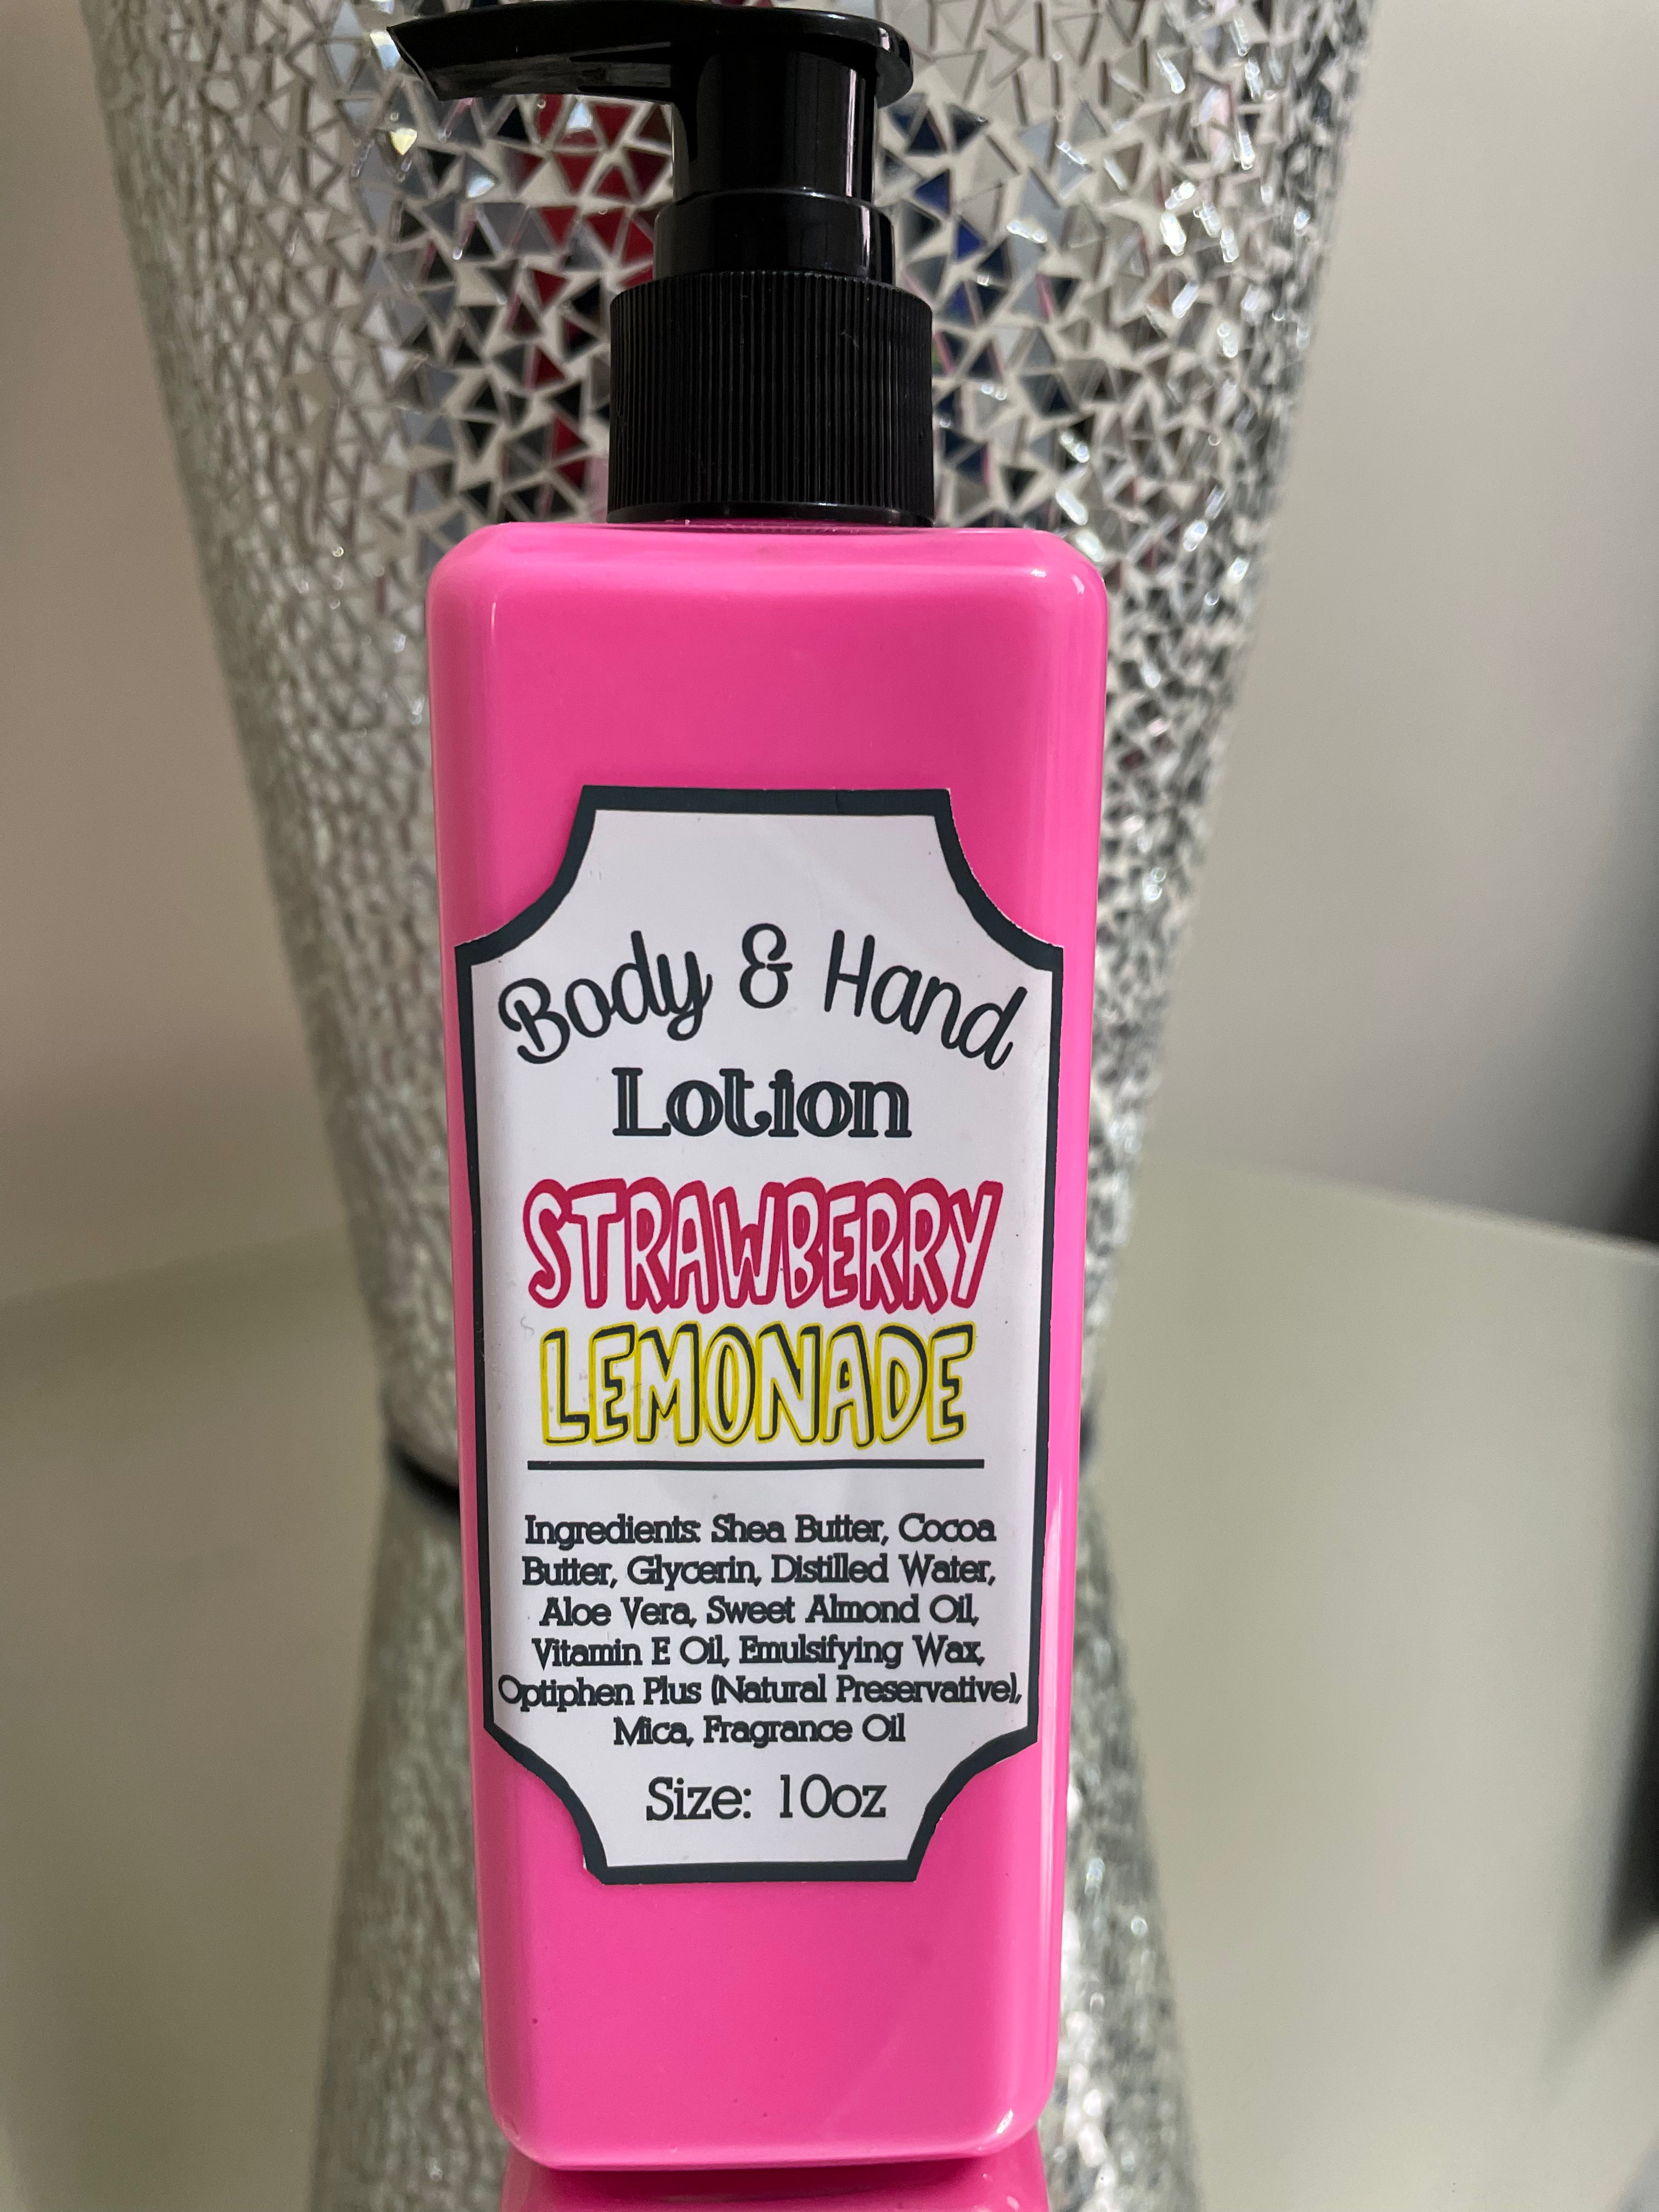 Body & Hand
Lotion
STRAWBERRY
LEMONADE
Ingredients: Shea Butter, Cocoa
Butter, Glycerin, Distilled Water,
Aloe Vera, Sweet Almond Oil,
Vitamin E Oil, Emulsifying Wax,
Optiphen Plus (Natural Preservative),
Mica, Fragrance Oil
Size: 10oz